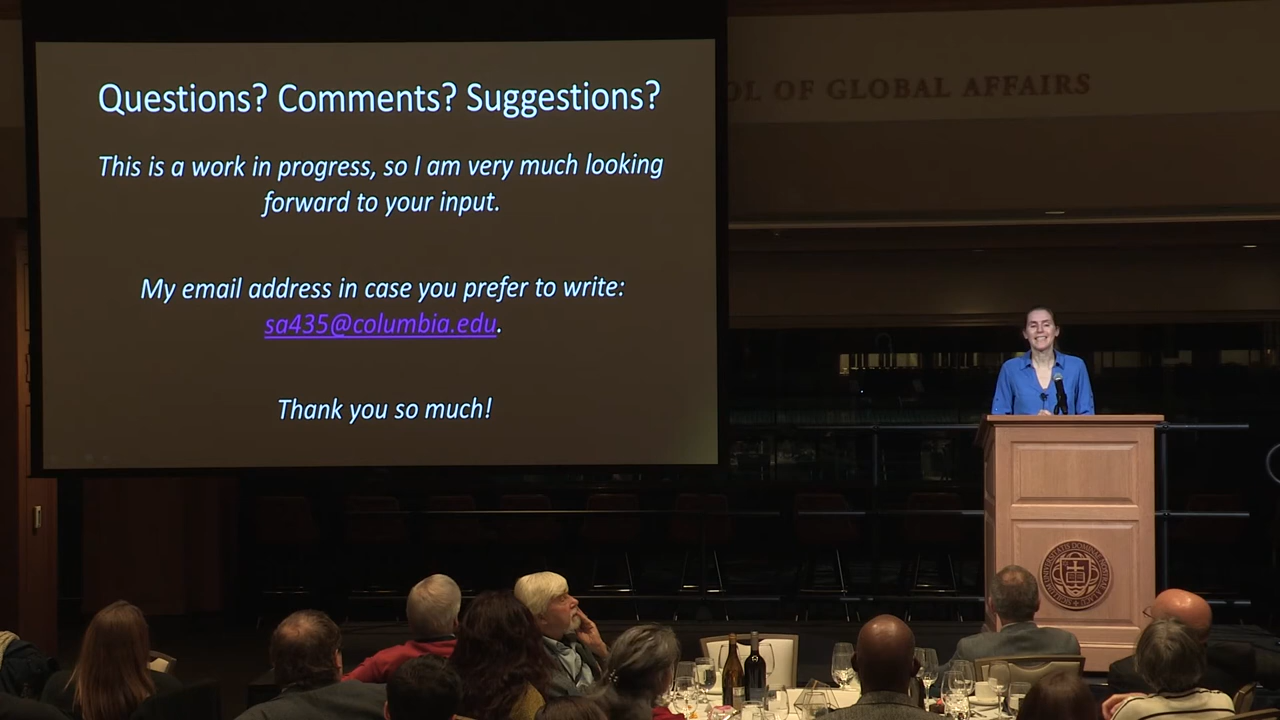 Questions? Comments? Suggestions?
This is a work in progress, so I am very much looking
forward to your input.
My email address in case you prefer to write:
sa435@columbia.edu.
Thank you so much!
OL OF GLOBAL AFFAIRS